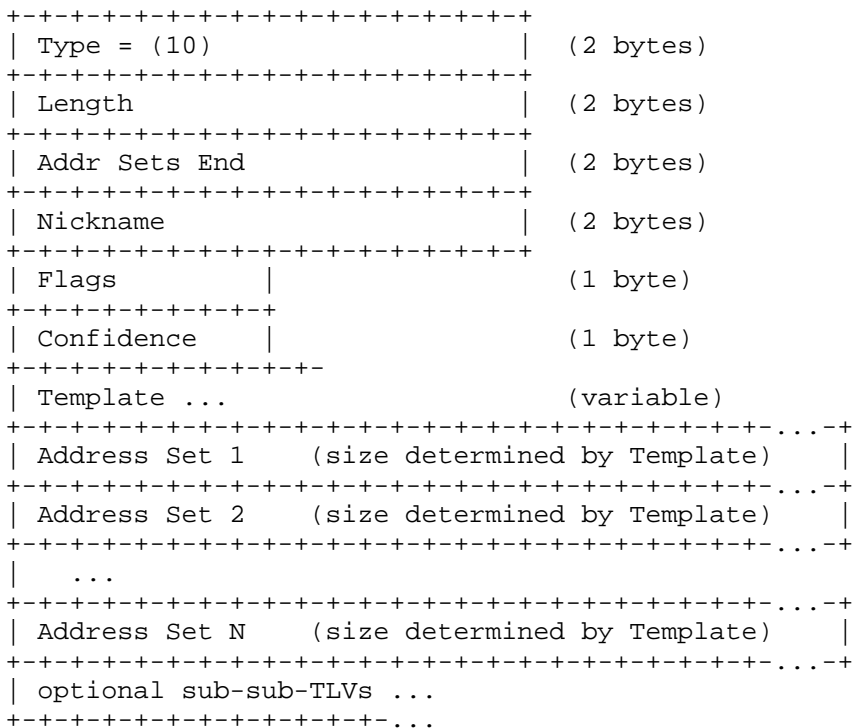 +-+-+-+-+-+-+-+-+-+-+-+-+-+-+-+-+
| Type = (10)                   |  (2 bytes)
+-+-+-+-+-+-+-+-+-+-+-+-+-+-+-+-+
| Length                        |  (2 bytes)
+-+-+-+-+-+-+-+-+-+-+-+-+-+-+-+-+
| Addr Sets End                 |  (2 bytes)
+-+-+-+-+-+-+-+-+-+-+-+-+-+-+-+-+
| Nickname                      |  (2 bytes)
+-+-+-+-+-+-+-+-+-+-+-+-+-+-+-+-+
| Flags         |                  (1 byte)
+-+-+-+-+-+-+-+-+
| Confidence    |                  (1 byte)
+-+-+-+-+-+-+-+-+-+-
| Template ...                     (variable)
+-+-+-+-+-+-+-+-+-+-+-+-+-+-+-+-+-+-+-+-+-+-+-+-+-...-+
| Address Set 1    (size determined by Template)    |
+-+-+-+-+-+-+-+-+-+-+-+-+-+-+-+-+-+-+-+-+-+-+-+-+-...-+
| Address Set 2    (size determined by Template)    |
+-+-+-+-+-+-+-+-+-+-+-+-+-+-+-+-+-+-+-+-+-+-+-+-+-...-+
|   ...
+-+-+-+-+-+-+-+-+-+-+-+-+-+-+-+-+-+-+-+-+-+-+-+-+-...-+
| Address Set N    (size determined by Template)    |
+-+-+-+-+-+-+-+-+-+-+-+-+-+-+-+-+-+-+-+-+-+-+-+-+-...-+
| optional sub-sub-TLVs ...
+-+-+-+-+-+-+-+-+-+-+-+-...